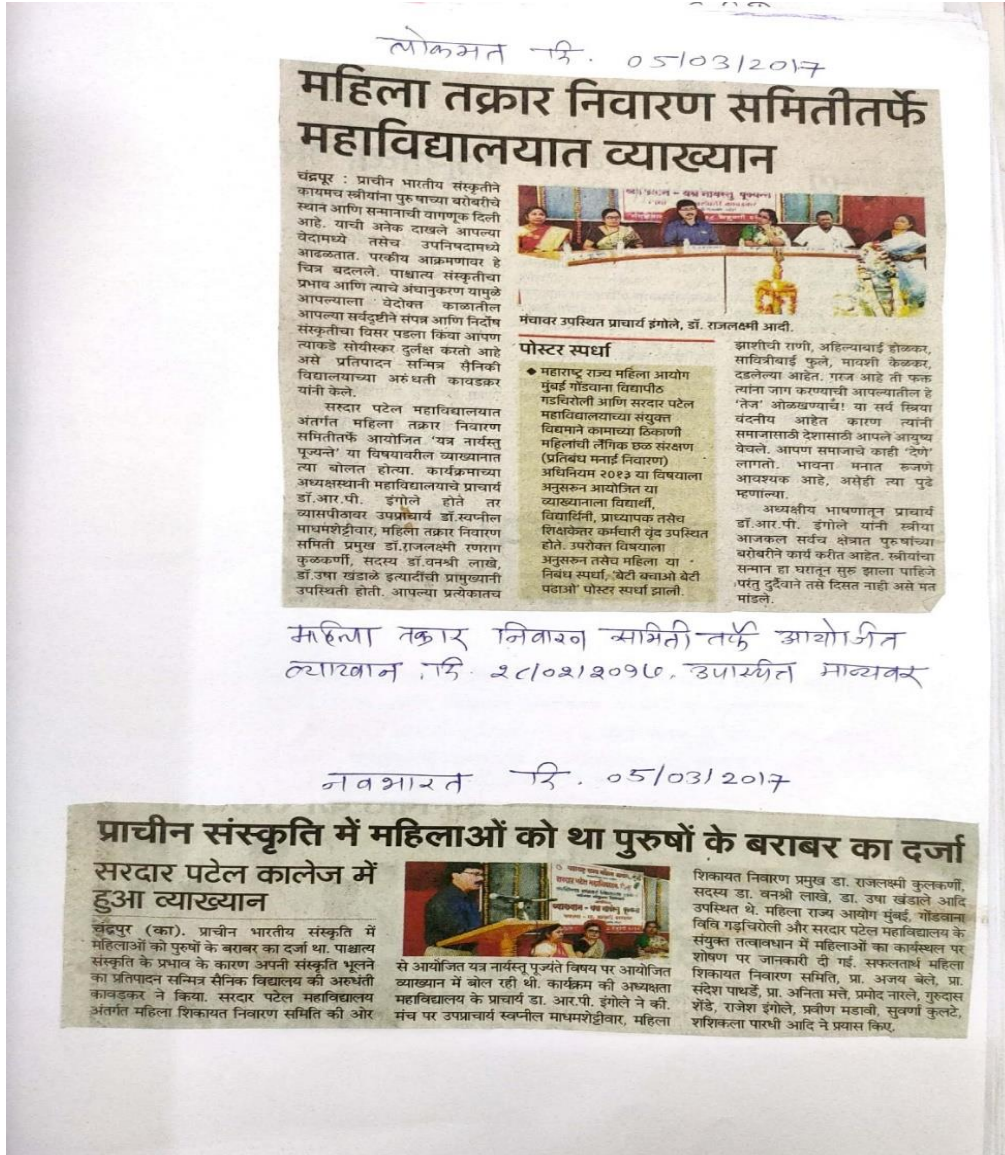 लोकमत दि. 05/03/2017
महिला तक्रार निवारण समितीतर्फे
महाविद्यालयात व्याख्यान
चंद्रपूर : प्राचीन भारतीय संस्कृतीने
कायमच स्त्रीयांना पुरुषाच्या बरोबरीचे
स्थान आणि सन्मानाची वागणूक दिली
आहे. याची अनेक दाखले आपल्या
वेदामध्ये तसेच उपनिषदामध्ये
आढळतात. परकीय आक्रमणावर हे
चित्र बदलले. पाश्चात्य संस्कृतीचा
प्रभाव आणि त्याचे अंधानुकरण यामुळे
आपल्याला वेदोक्त काळातील
आपल्या सर्वदृष्टीने संपन्न आणि निर्दोष
संस्कृतीचा विसर पडला किंवा आपण
त्याकडे सोयीस्कर दुर्लक्ष करतो आहे
असे प्रतिपादन सन्मित्र सैनिकी
विद्यालयाच्या अरुंधती कावडकर
यांनी केले.
सरदार पटेल महाविद्यालयात
अंतर्गत महिला तक्रार निवारण
समितीतर्फे आयोजित 'यत्र नार्यस्तु
पूज्यन्ते' या विषयावरील व्याख्यानात
त्या बोलत होत्या. कार्यक्रमाच्या
अध्यक्षस्थानी महाविद्यालयाचे प्राचार्य
डॉ.आर.पी. इंगोले होते तर
व्यासपीठावर उपप्राचार्य डॉ.स्वप्नील
माधमशेट्टीवार, महिला तक्रार निवारण
समिती प्रमुख डॉ.राजलक्ष्मी रणराग
कुळकर्णी, सदस्य डॉ.वनश्री लाखे,
डॉ.उषा खंडाळे इत्यादींची प्रामुख्यानी
उपस्थिती होती. आपल्या प्रत्येकातच
मंचावर उपस्थित प्राचार्य इंगोले, डॉ. राजलक्ष्मी आदी.
पोस्टर स्पर्धा
◆ महाराष्ट्र राज्य महिला आयोग
मुंबई गोंडवाना विद्यापीठ
गडचिरोली आणि सरदार पटेल
महाविद्यालयाच्या संयुक्त
विद्यमाने कामाच्या ठिकाणी
महिलांची लैंगिक छळ संरक्षण
(प्रतिबंध मनाई निवारण)
अधिनियम २०१३ या विषयाला
अनुसरुन आयोजित या
व्याख्यानाला विद्यार्थी,
विद्यार्थिनी, प्राध्यापक तसेच
शिक्षकेत्तर कर्मचारी वृंद उपस्थित
होते. उपरोक्त विषयाला
अनुसरुन तसेच महिला या
निबंध स्पर्धा, 'बेटी बचाओ बेटी
पढाओ' पोस्टर स्पर्धा झाली.
झाशीची राणी, अहिल्याबाई होळकर,
सावित्रीबाई फुले, मावशी केळकर,
दडलेल्या आहेत. गरज आहे ती फक्त
त्यांना जाग करण्याची आपल्यातील हे
'तेज' ओळखण्याचं! या सर्व स्त्रिया
वंदनीय आहेत कारण त्यांनी
समाजासाठी देशासाठी आपले आयुष्य
वेचले. आपण समाजाचे काही 'देणे'
लागतो. भावना मनात रुजणे
आवश्यक आहे, असेही त्या पुढे
म्हणाल्या.
अध्यक्षीय भाषणातून प्राचार्य
डॉ.आर.पी. इंगोले यांनी स्त्रीया
आजकल सर्वच क्षेत्रात पुरुषांच्या
बरोबरीने कार्य करीत आहेत. स्त्रीयांचा
सन्मान हा घरातून सुरु झाला पाहिजे
परंतु दुर्दैवाने तसे दिसत नाही असे मत
मांडले.
महिला तक्रार निवारण समिती तर्फे आयोजीत
व्याख्यान, दि. २८/०२/२०१७. उपस्थीत मान्यवर
नवभारत दि. 05/03/2017
प्राचीन संस्कृति में महिलाओं को था पुरुषों के बराबर का दर्जा
सरदार पटेल कालेज में
हुआ व्याख्यान
चंद्रपुर (का). प्राचीन भारतीय संस्कृति में
महिलाओं को पुरुषों के बराबर का दर्जा था. पाश्चात्य
संस्कृति के प्रभाव के कारण अपनी संस्कृति भूलने
का प्रतिपादन सन्मित्र सैनिक विद्यालय की अरुंधती
कावड़कर ने किया. सरदार पटेल महाविद्यालय
अंतर्गत महिला शिकायत निवारण समिति की ओर
से आयोजित यत्र नार्यस्तु पूज्यंते विषय पर आयोजित
व्याख्यान में बोल रही थी. कार्यक्रम की अध्यक्षता
महाविद्यालय के प्राचार्य डा. आर.पी. इंगोले ने की.
मंच पर उपप्राचार्य स्वप्नील माधमशेट्टीवार, महिला
शिकायत निवारण प्रमुख डा. राजलक्ष्मी कुलकर्णी,
सदस्य डा. वनश्री लाखे, डा. उषा खंडाले आदि
उपस्थित थे. महिला राज्य आयोग मुंबई, गोंडवाना
विवि गड़चिरोली और सरदार पटेल महाविद्यालय के
संयुक्त तत्वावधान में महिलाओं का कार्यस्थल पर
शोषण पर जानकारी दी गई. सफलतार्थ महिला
शिकायत निवारण समिति, प्रा. अजय बेले, प्रा.
संदेश पाथर्डे, प्रा. अनिता मत्ते, प्रमोद नारले, गुरुदास
शेंडे, राजेश इंगोले, प्रवीण मडावी, सुवर्णा कुलटे,
शशिकला पारधी आदि ने प्रयास किए.